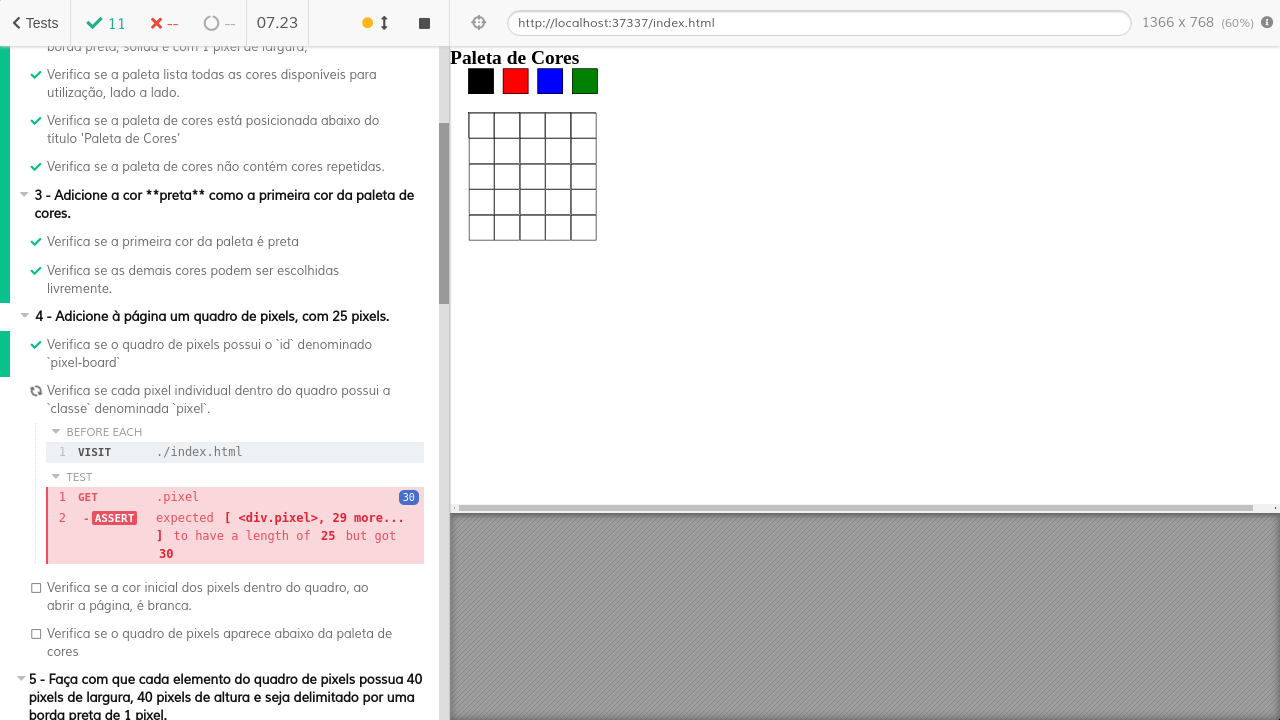 Tests
11
--
--
07.23
http://localhost:37337/index.html
1366 x 768 (60%)
borda preta, sólida e com 1 pixel de largura;
Verifica se a paleta lista todas as cores disponíveis para
utilização, lado a lado.
Verifica se a paleta de cores está posicionada abaixo do
título 'Paleta de Cores'
Verifica se a paleta de cores não contém cores repetidas.
3 - Adicione a cor **preta** como a primeira cor da paleta de
cores.
Verifica se a primeira cor da paleta é preta
Verifica se as demais cores podem ser escolhidas
livremente.
4 - Adicione à página um quadro de pixels, com 25 pixels.
Verifica se o quadro de pixels possui o `id` denominado
`pixel-board`
Verifica se cada pixel individual dentro do quadro possui a
`classe` denominada `pixel`.
BEFORE EACH
1 VISIT ./index.html
TEST
1 GET .pixel 30
2 -ASSERT expected [ <div.pixel>, 29 more...
] to have a length of 25 but got
30
Verifica se a cor inicial dos pixels dentro do quadro, ao
abrir a página, é branca.
Verifica se o quadro de pixels aparece abaixo da paleta de
cores
5 - Faça com que cada elemento do quadro de pixels possua 40
pixels de largura, 40 pixels de altura e seja delimitado por uma
borda preta de 1 pixel.
Paleta de Cores